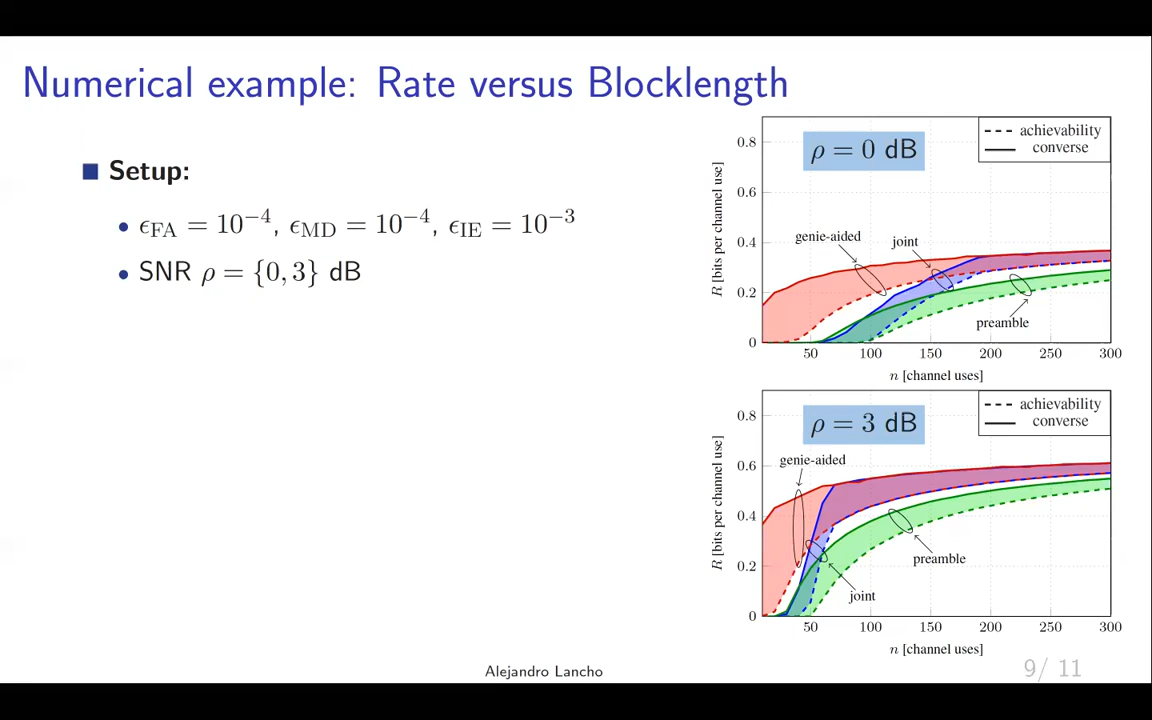 Numerical example: Rate versus Blocklength
Setup:
• ϵ_FA = 10⁻⁴, ϵ_MD = 10⁻⁴, ϵ_IE = 10⁻³
• SNR ρ = {0, 3} dB
ρ = 0 dB
achievability
converse
0.8
0.6
0.4
0.2
0
R [bits per channel use]
genie-aided
joint
preamble
50 100 150 200 250 300
n [channel uses]
ρ = 3 dB
achievability
converse
0.8
0.6
0.4
0.2
0
R [bits per channel use]
genie-aided
preamble
joint
50 100 150 200 250 300
n [channel uses]
Alejandro Lancho
9/ 11